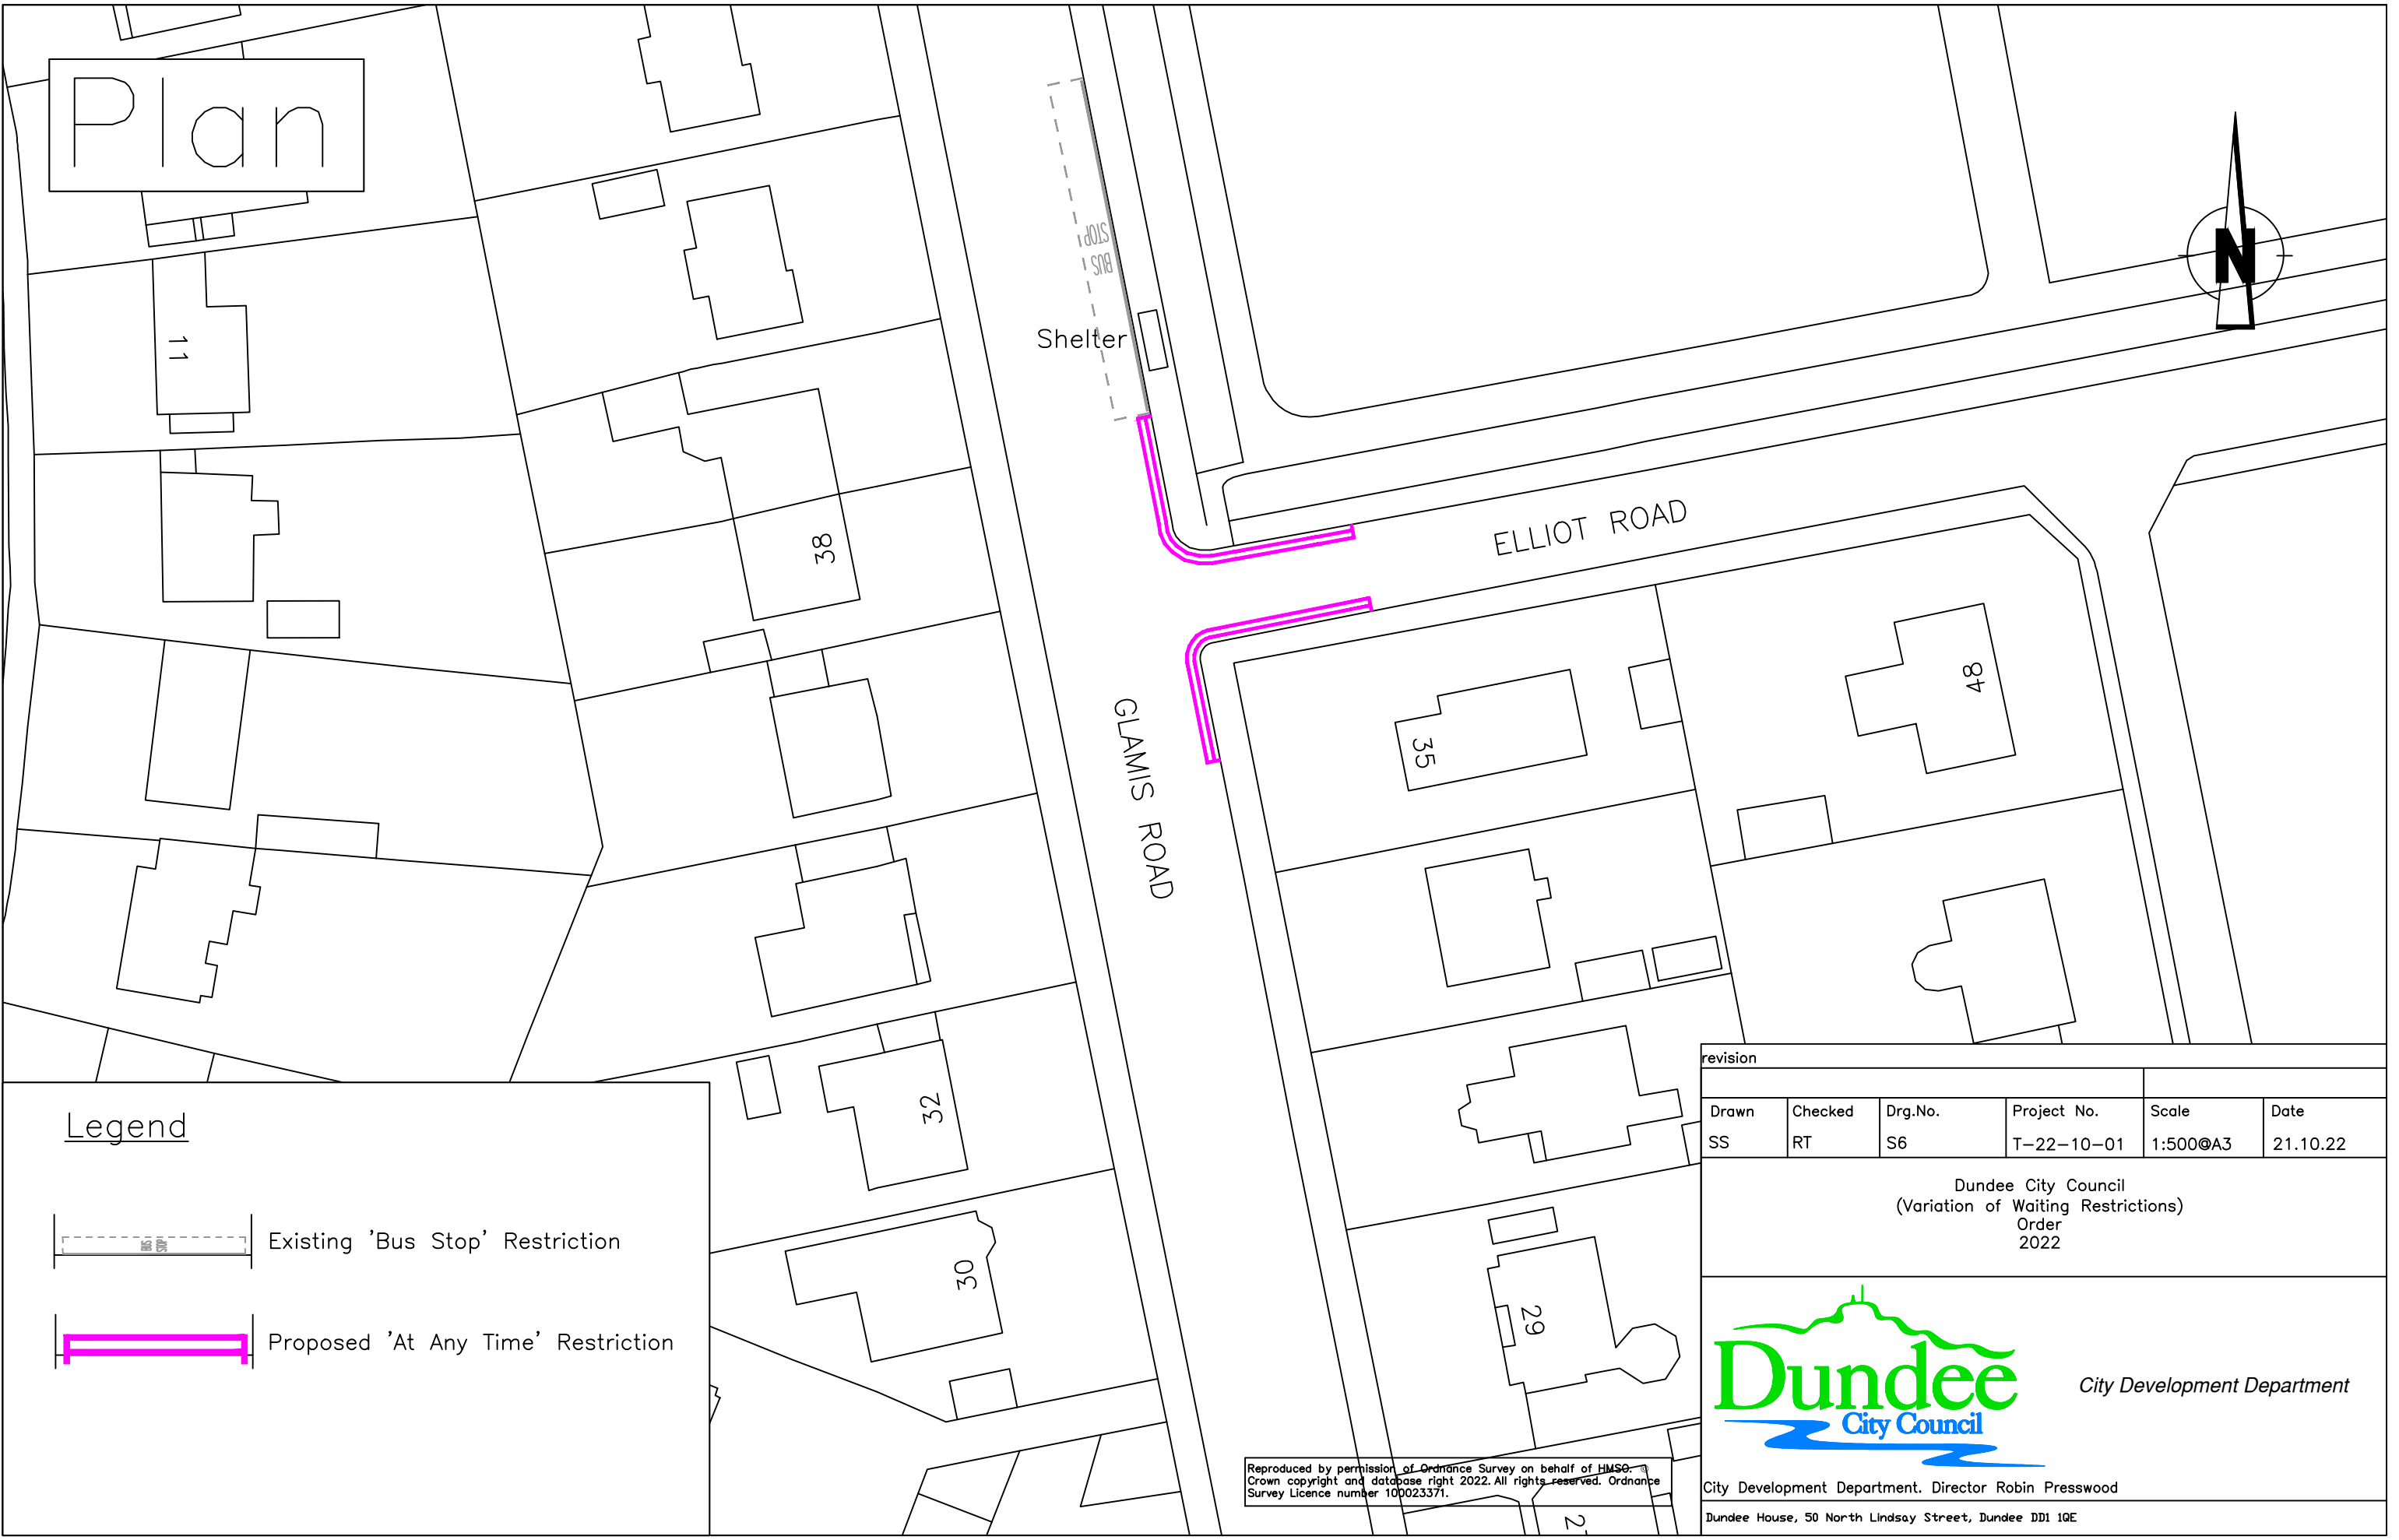 Plan
N
BUS
STOP
Shelter
11
38
ELLIOT ROAD
GLAMIS ROAD
35
48
32
30
29
Legend
BUS
STOP
Existing 'Bus Stop' Restriction
Proposed 'At Any Time' Restriction
Reproduced by permission of Ordnance Survey on behalf of HMSO. ©
Crown copyright and database right 2022. All rights reserved. Ordnance
Survey Licence number 100023371.
revision
Drawn Checked Drg.No. Project No. Scale Date
SS RT S6 T-22-10-01 1:500@A3 21.10.22
Dundee City Council
(Variation of Waiting Restrictions)
Order
2022
Dundee
City Council
City Development Department
City Development Department. Director Robin Presswood
Dundee House, 50 North Lindsay Street, Dundee DD1 1QE